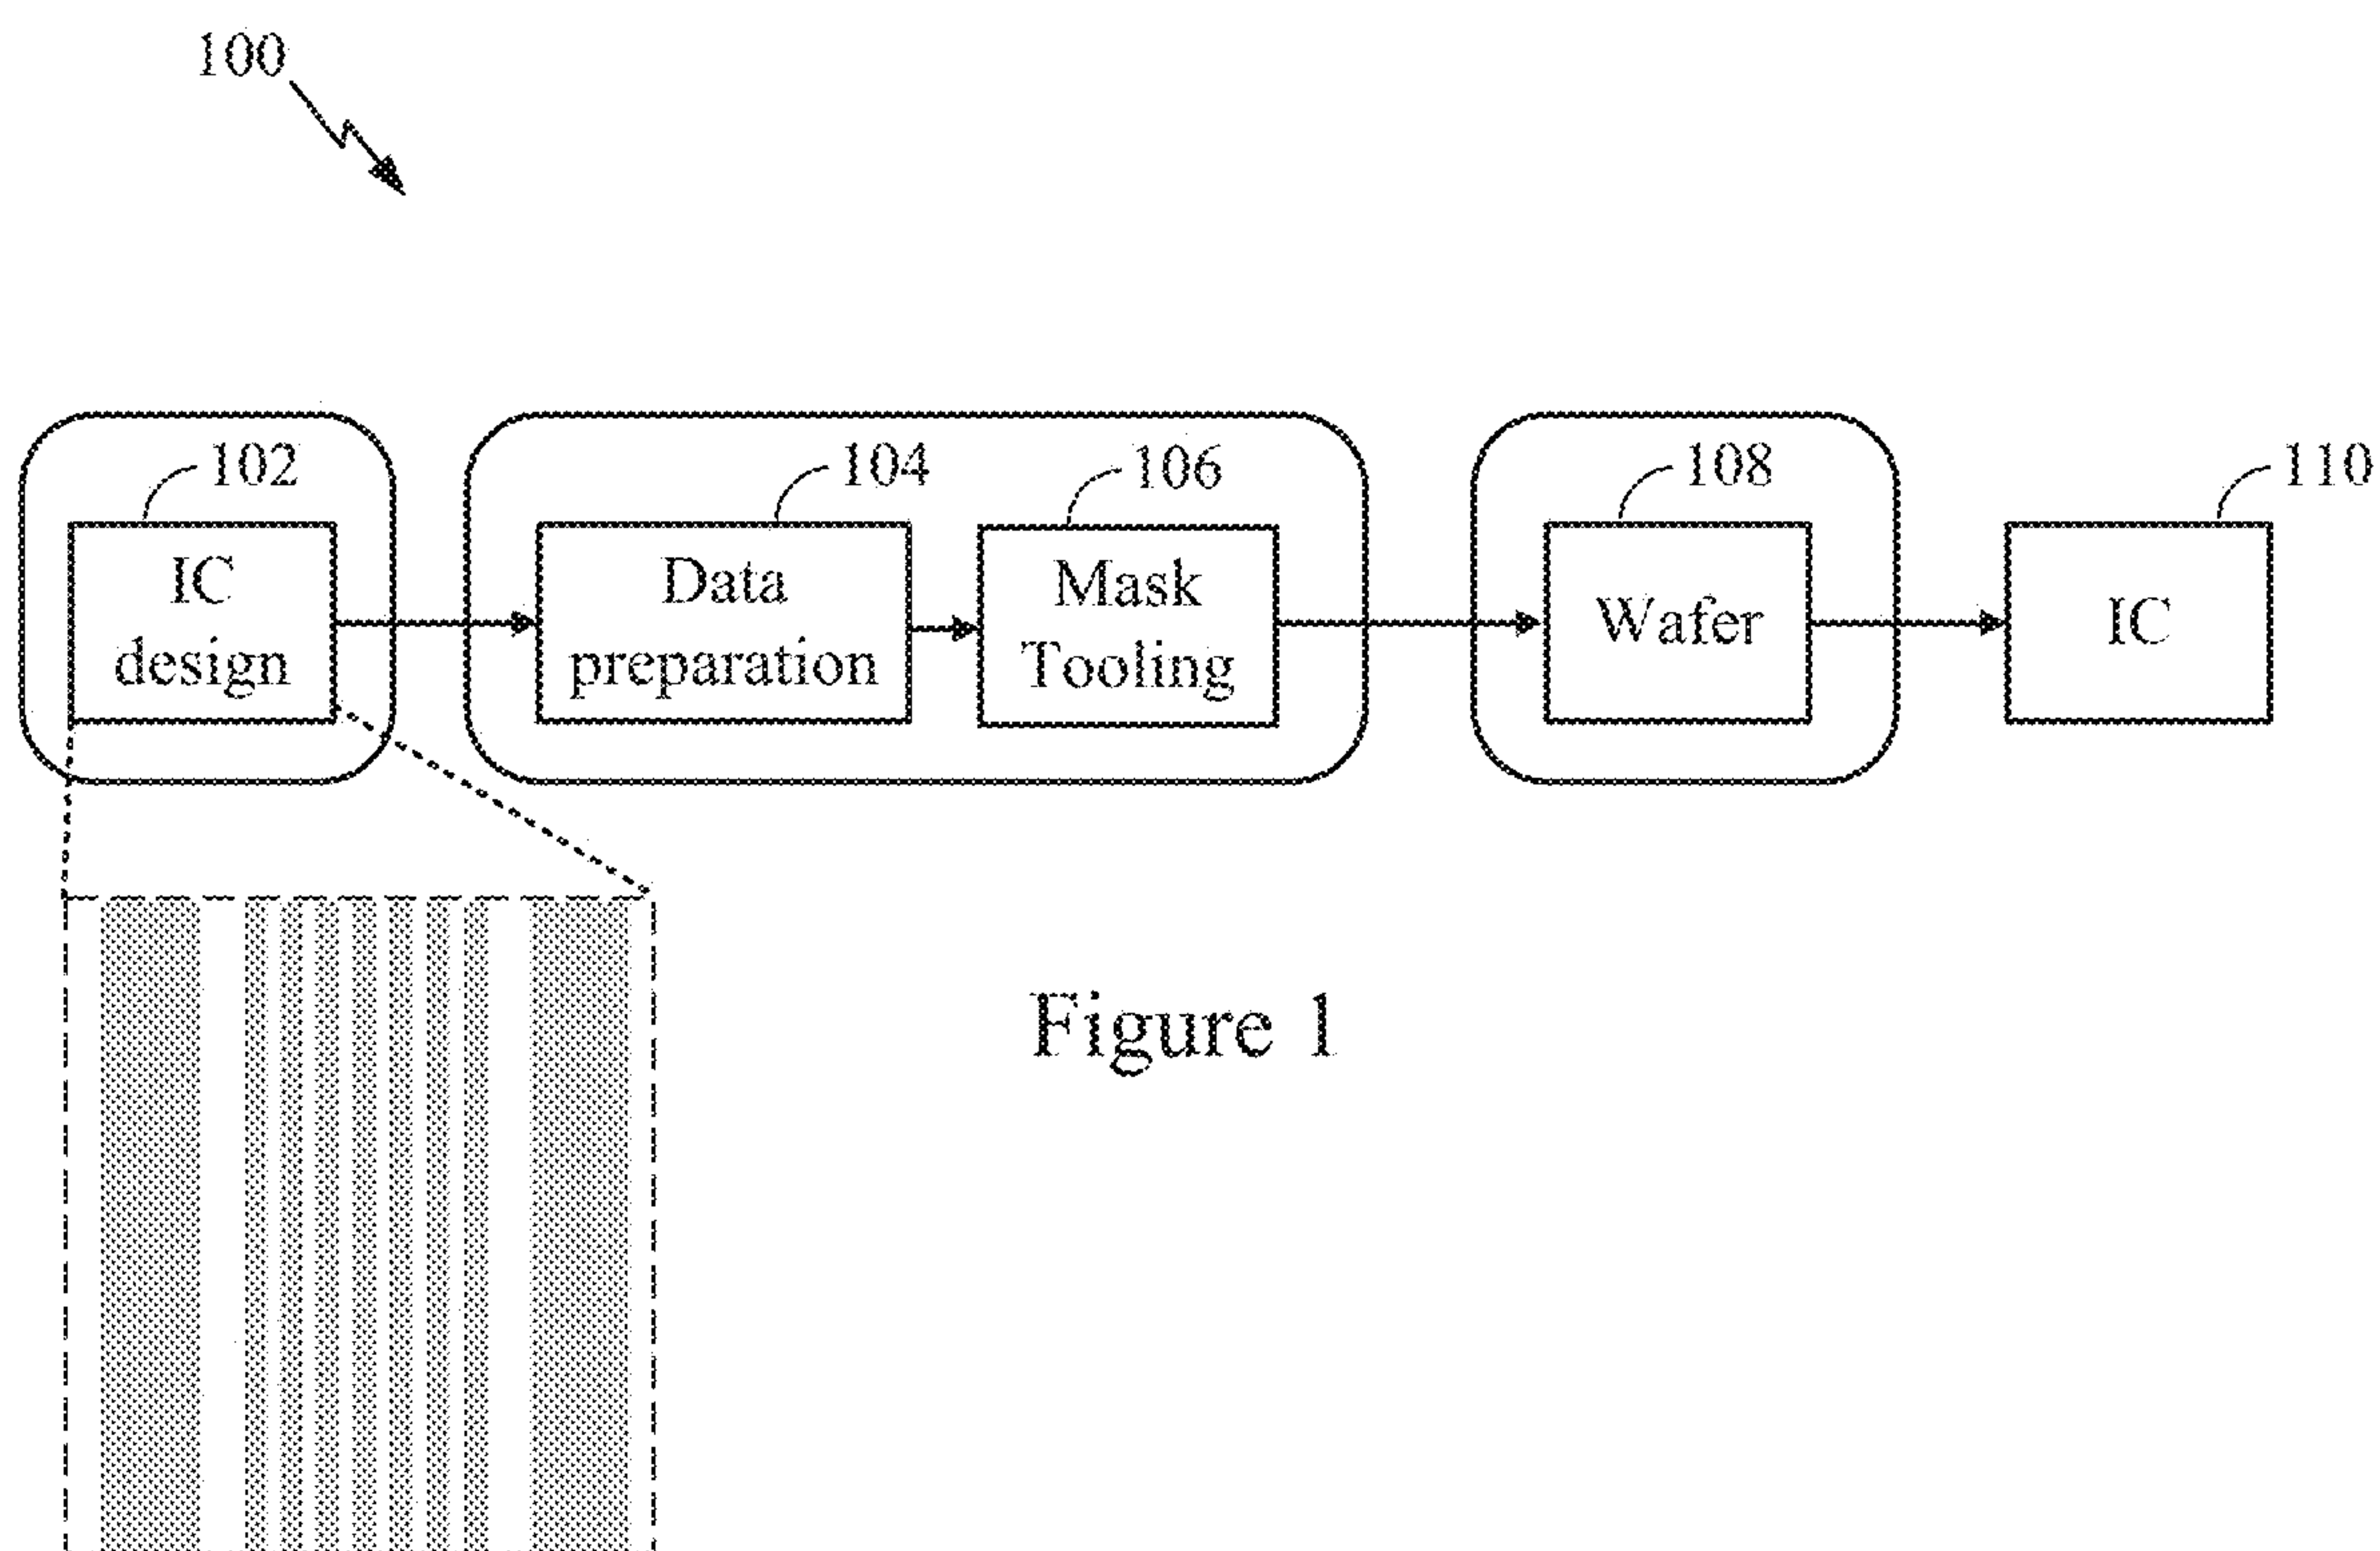 100
102
104
106
108
110
IC
design
Data
preparation
Mask
Tooling
Wafer
IC
Figure 1